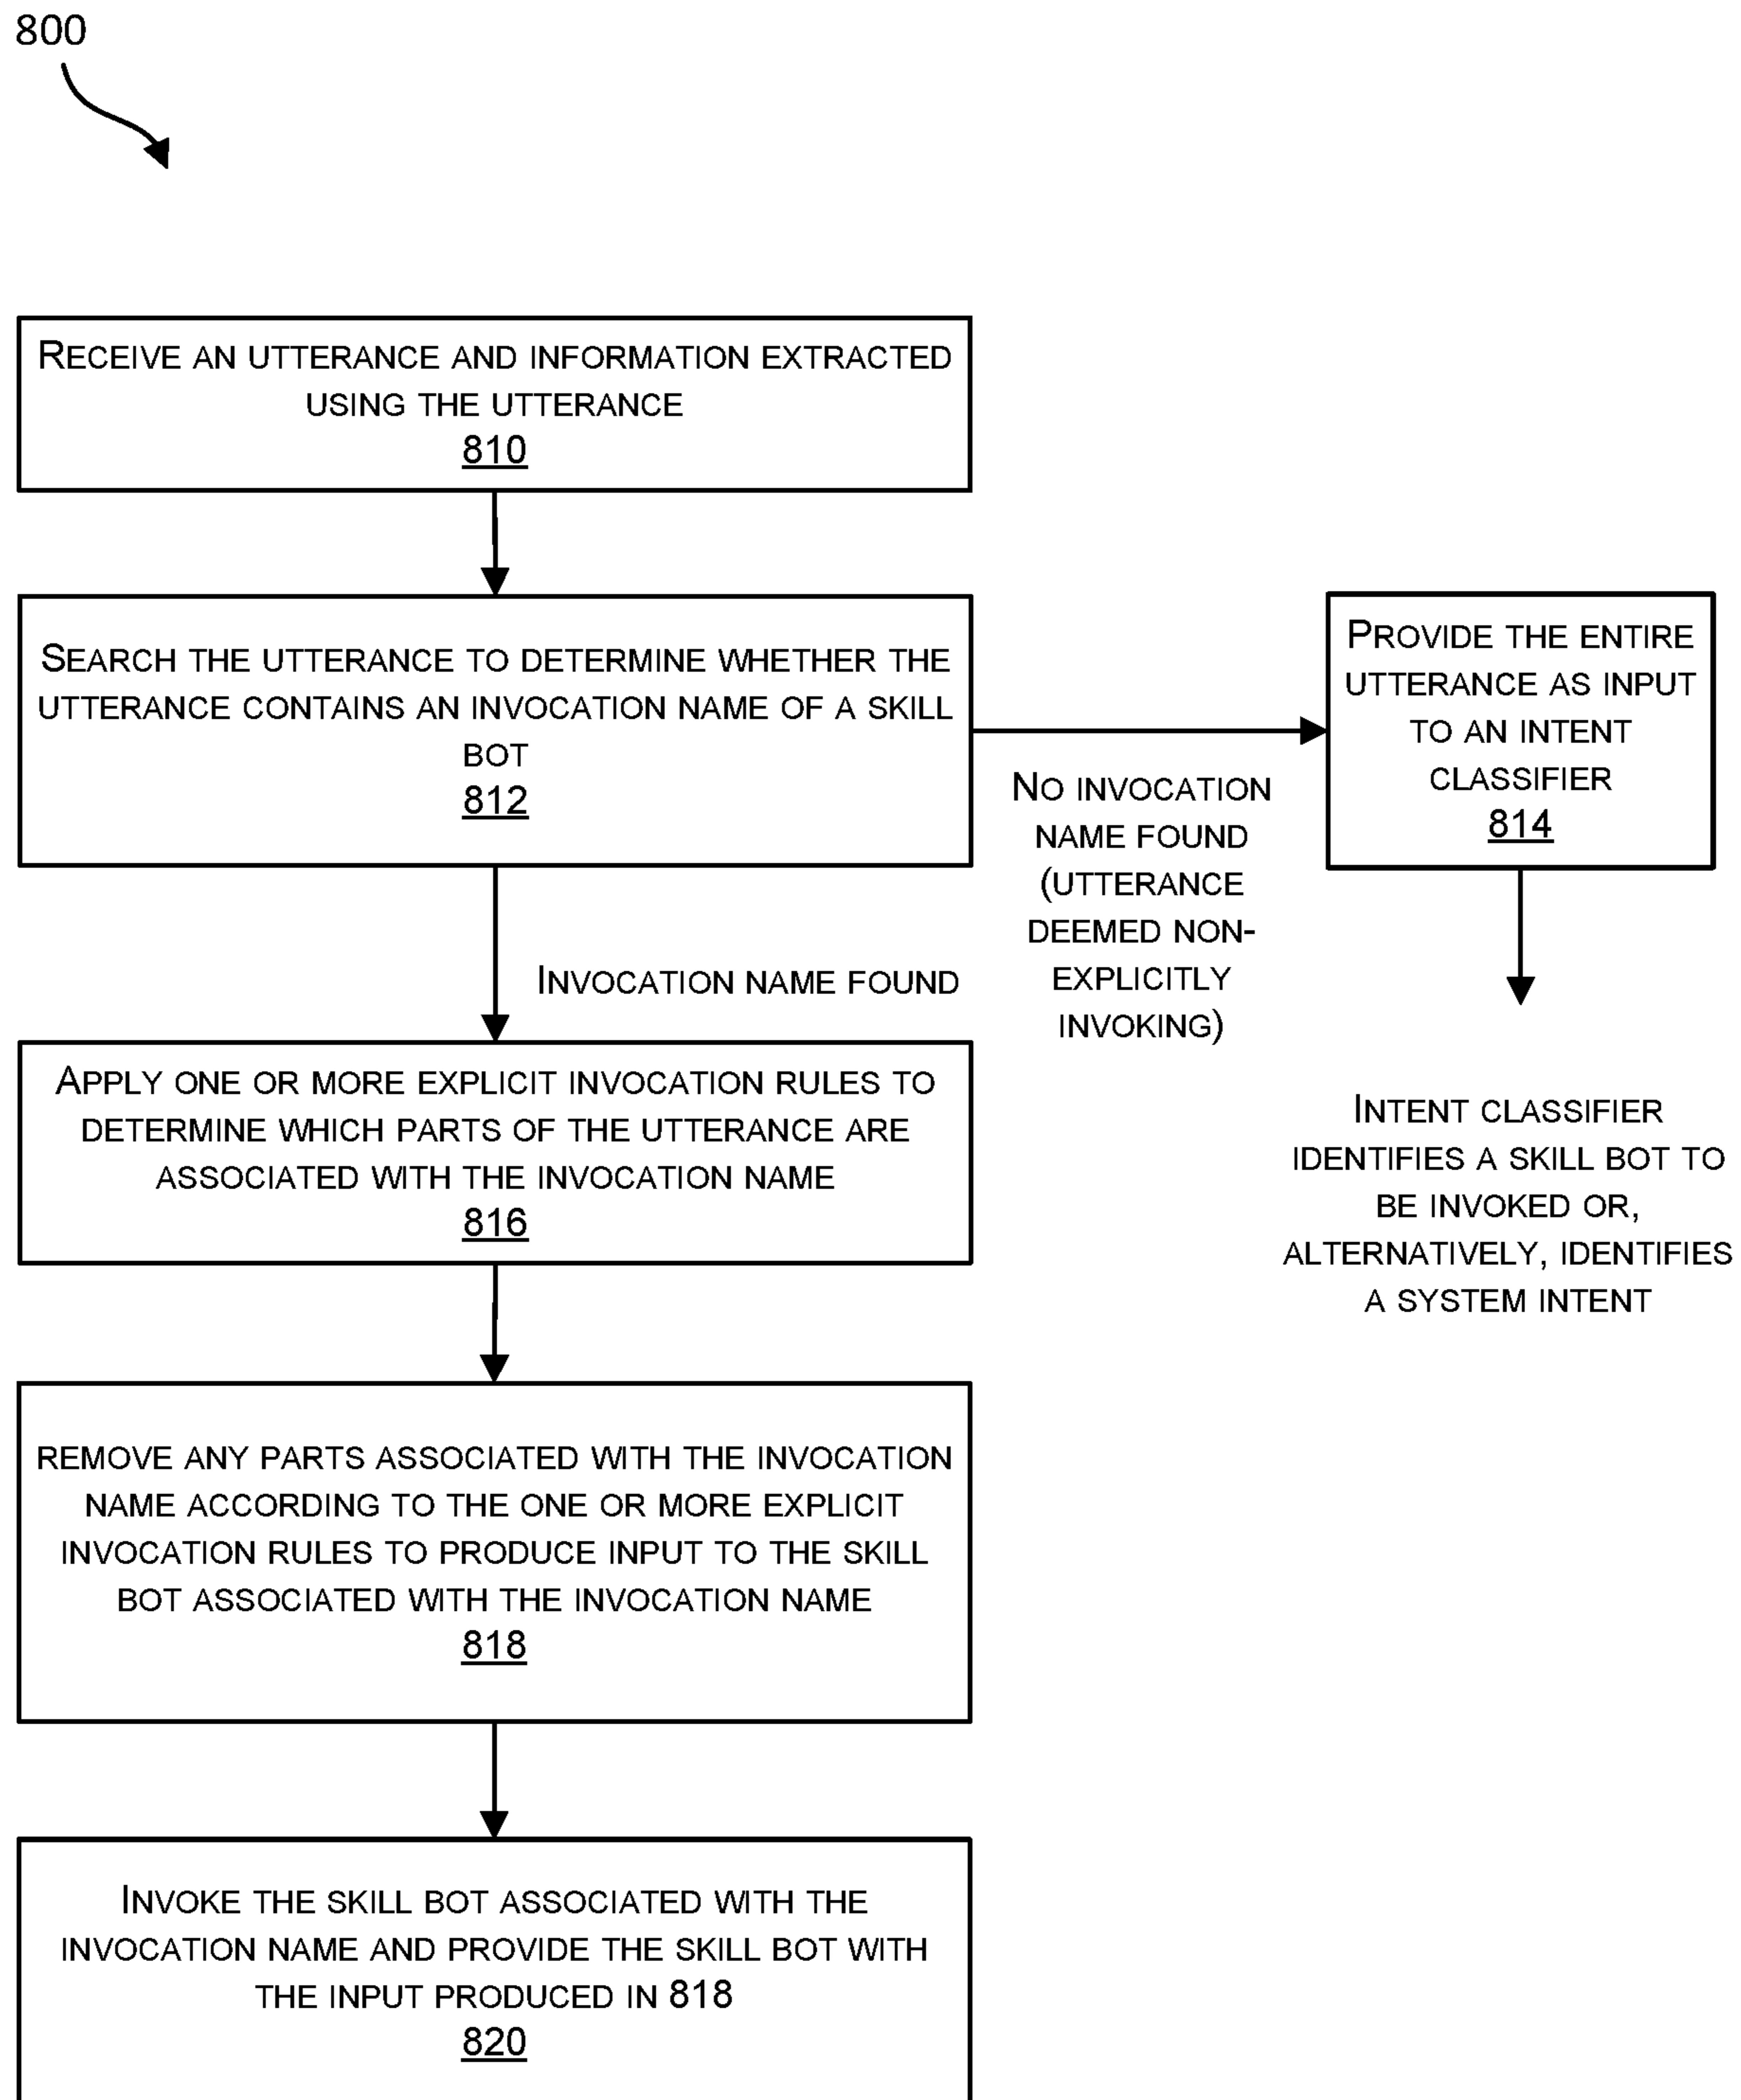 800
RECEIVE AN UTTERANCE AND INFORMATION EXTRACTED
USING THE UTTERANCE
810
SEARCH THE UTTERANCE TO DETERMINE WHETHER THE
UTTERANCE CONTAINS AN INVOCATION NAME OF A SKILL
BOT
812
NO INVOCATION
NAME FOUND
(UTTERANCE
DEEMED NON-
EXPLICITLY
INVOKING)
PROVIDE THE ENTIRE
UTTERANCE AS INPUT
TO AN INTENT
CLASSIFIER
814
INTENT CLASSIFIER
IDENTIFIES A SKILL BOT TO
BE INVOKED OR,
ALTERNATIVELY, IDENTIFIES
A SYSTEM INTENT
INVOCATION NAME FOUND
APPLY ONE OR MORE EXPLICIT INVOCATION RULES TO
DETERMINE WHICH PARTS OF THE UTTERANCE ARE
ASSOCIATED WITH THE INVOCATION NAME
816
REMOVE ANY PARTS ASSOCIATED WITH THE INVOCATION
NAME ACCORDING TO THE ONE OR MORE EXPLICIT
INVOCATION RULES TO PRODUCE INPUT TO THE SKILL
BOT ASSOCIATED WITH THE INVOCATION NAME
818
INVOKE THE SKILL BOT ASSOCIATED WITH THE
INVOCATION NAME AND PROVIDE THE SKILL BOT WITH
THE INPUT PRODUCED IN 818
820